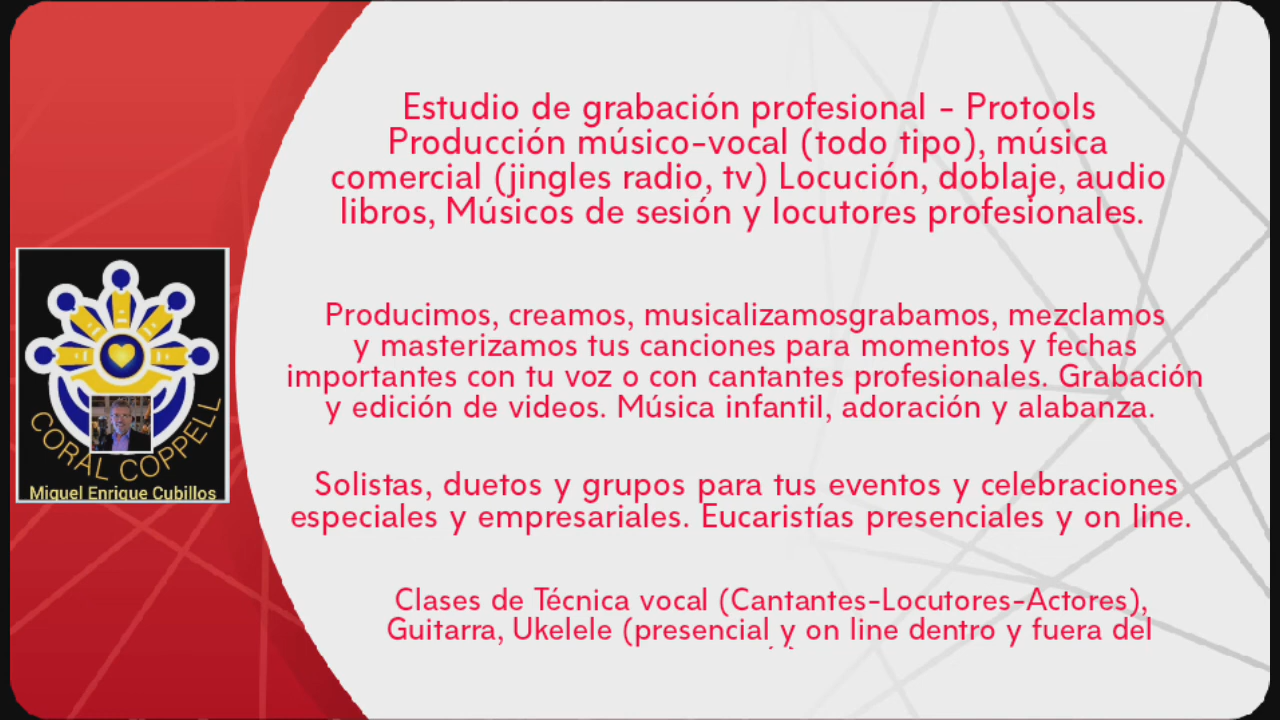 Estudio de grabación profesional - Protools
Producción músico-vocal (todo tipo), música
comercial (jingles radio, tv) Locución, doblaje, audio
libros, Músicos de sesión y locutores profesionales.
Producimos, creamos, musicalizamosgrabamos, mezclamos
y masterizamos tus canciones para momentos y fechas
importantes con tu voz o con cantantes profesionales. Grabación
y edición de videos. Música infantil, adoración y alabanza.
Solistas, duetos y grupos para tus eventos y celebraciones
especiales y empresariales. Eucaristías presenciales y on line.
Clases de Técnica vocal (Cantantes-Locutores-Actores),
Guitarra, Ukelele (presencial y on line dentro y fuera del
CORAL COPPELL
Miguel Enrique Cubillos